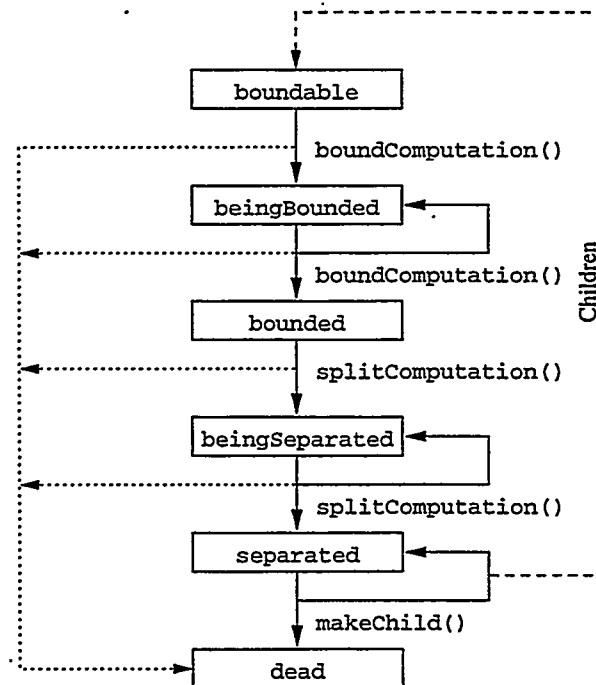 boundable
boundComputation()
beingBounded
boundComputation()
bounded
splitComputation()
beingSeparated
splitComputation()
separated
makeChild()
dead
Children